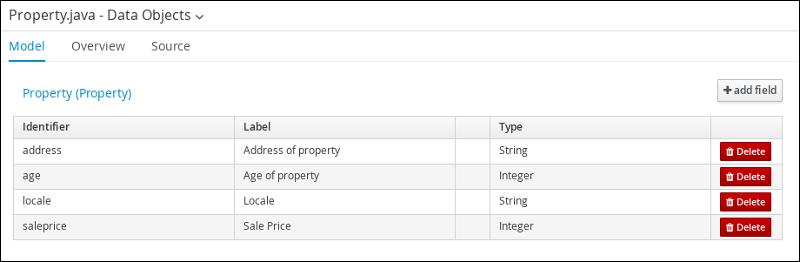 Property.java - Data Objects
Model Overview Source
Property (Property)
+ add field
Identifier Label Type
address Address of property String Delete
age Age of property Integer Delete
locale Locale String Delete
saleprice Sale Price Integer Delete